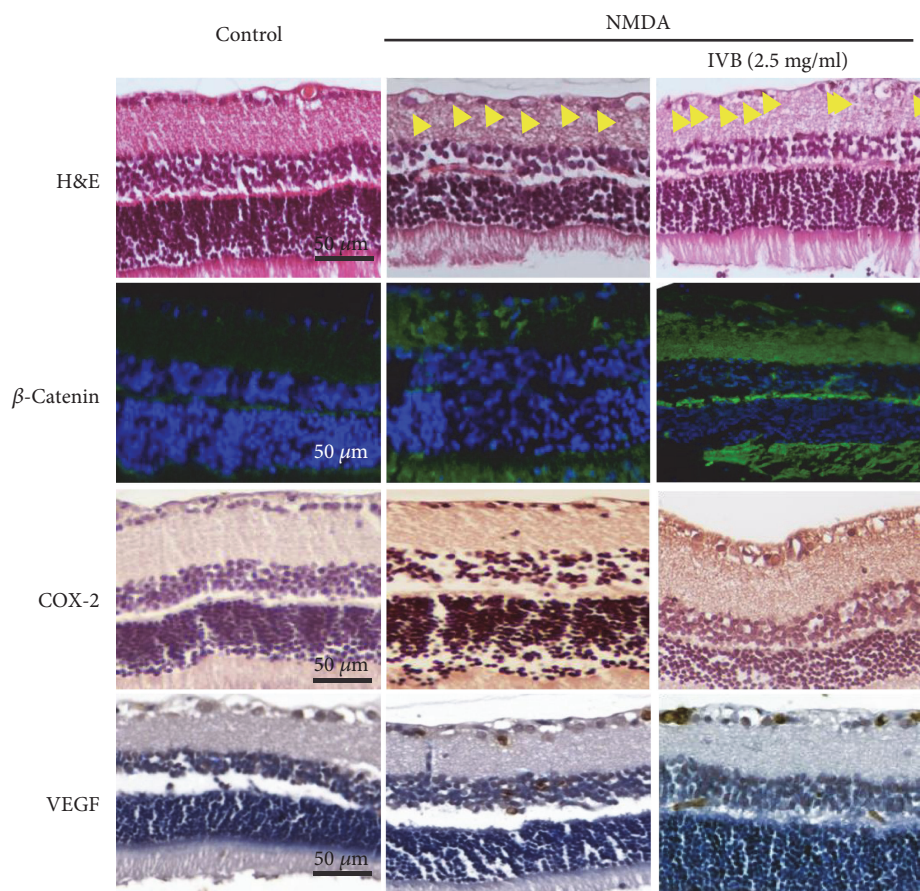 Control
NMDA
IVB (2.5 mg/ml)
H&E
50 μm
β-Catenin
50 μm
COX-2
50 μm
VEGF
50 μm